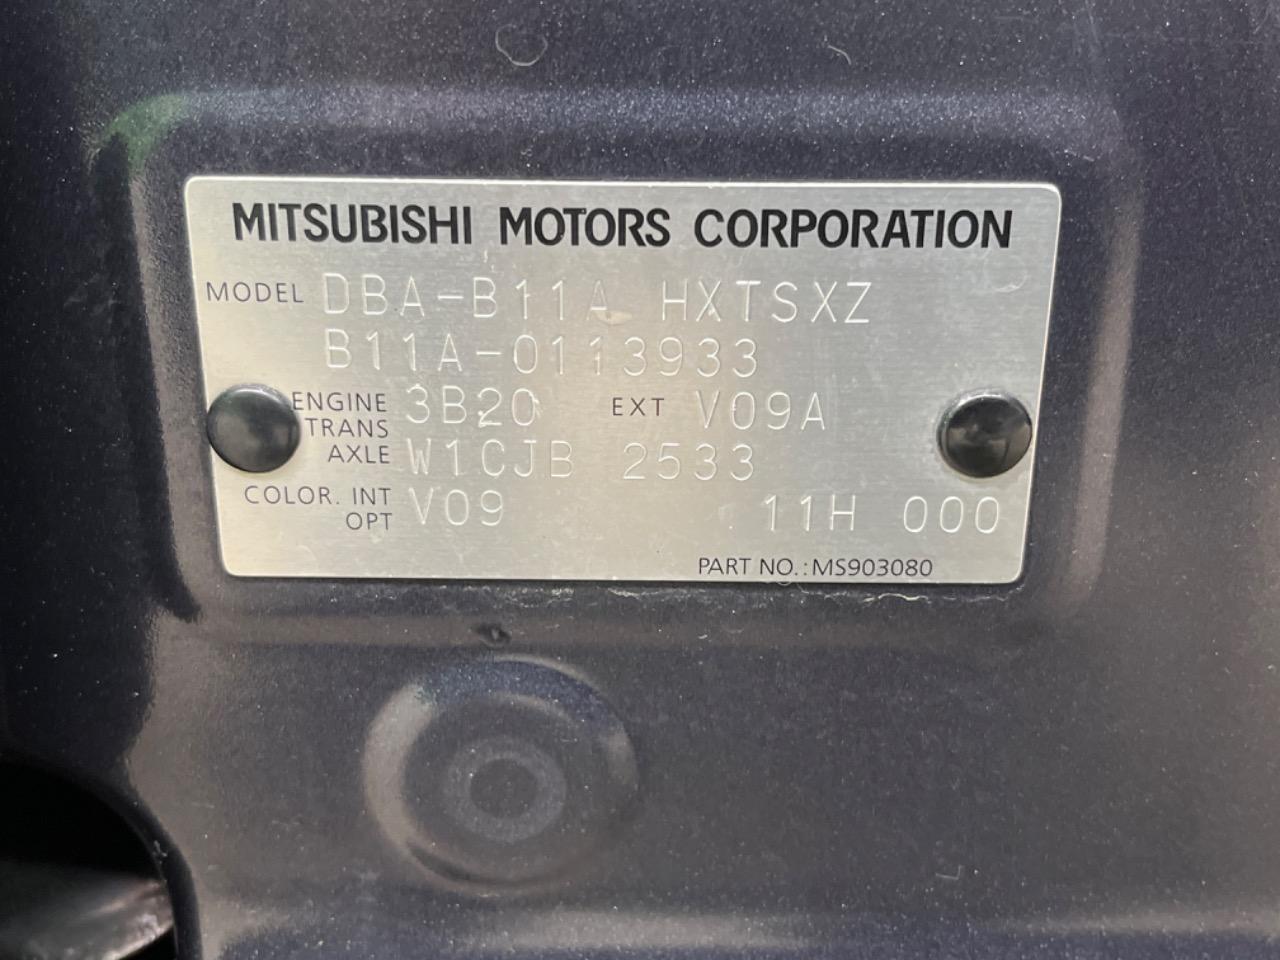 MITSUBISHI MOTORS CORPORATION
MODEL DBA-B11A HXTSXZ
B11A-0113933
ENGINE 3B20 EXT V09A
TRANS
AXLE W1CJB 2533
COLOR. INT V09 11H 000
OPT
PART NO.: MS903080